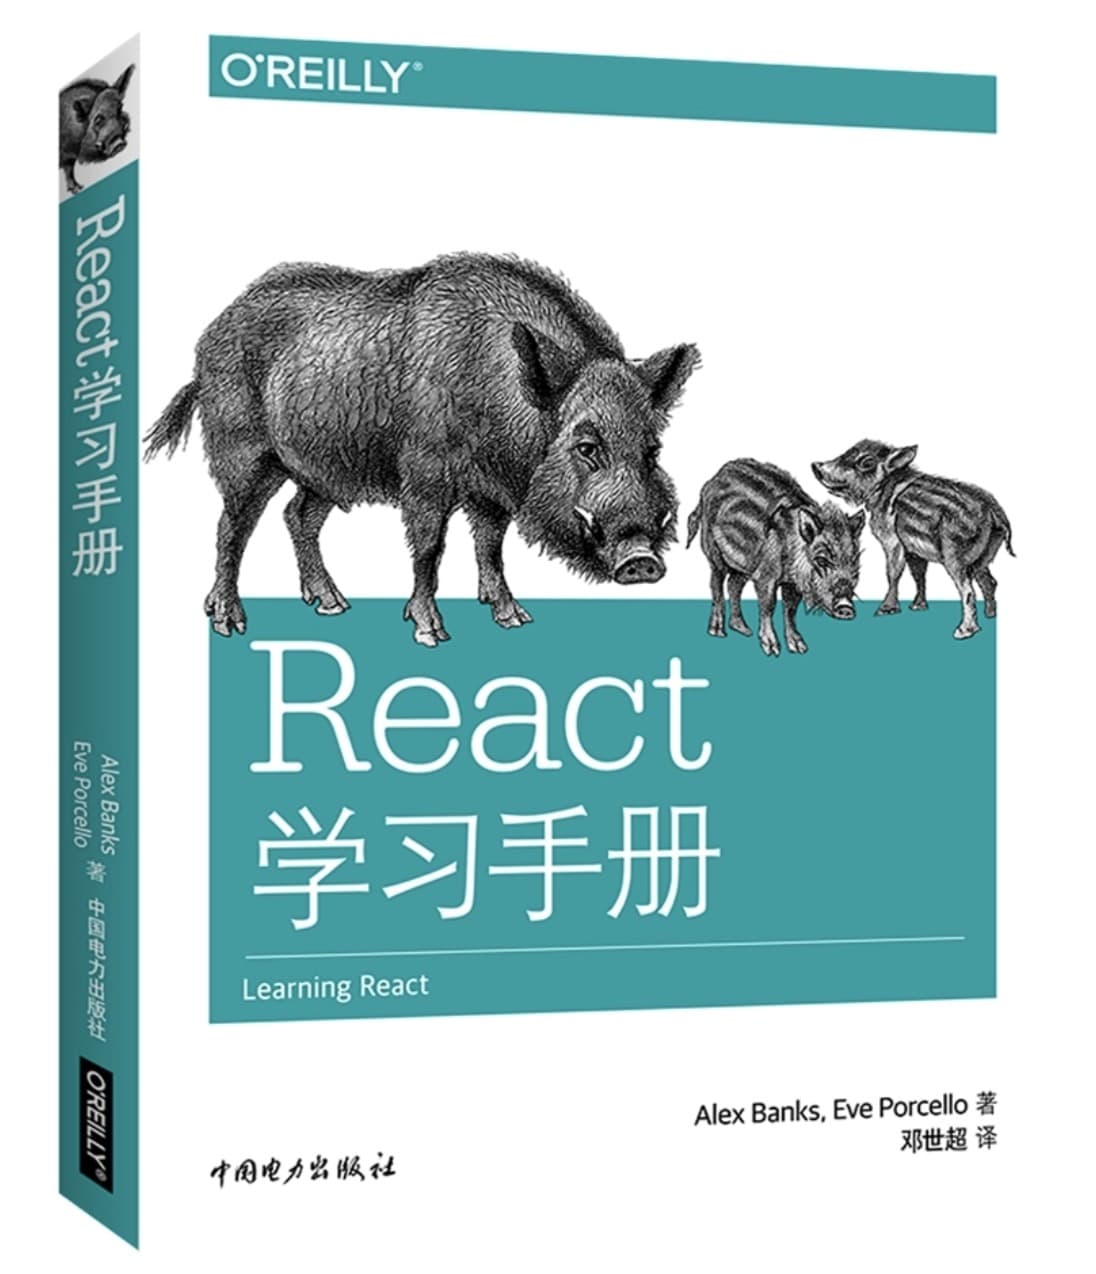 O'REILLY®
React
学习手册
Learning React
Alex Banks, Eve Porcello 著
邓世超 译
中国电力出版社
React学习手册
Alex Banks
Eve Porcello
著
中国电力出版社
O'REILLY®